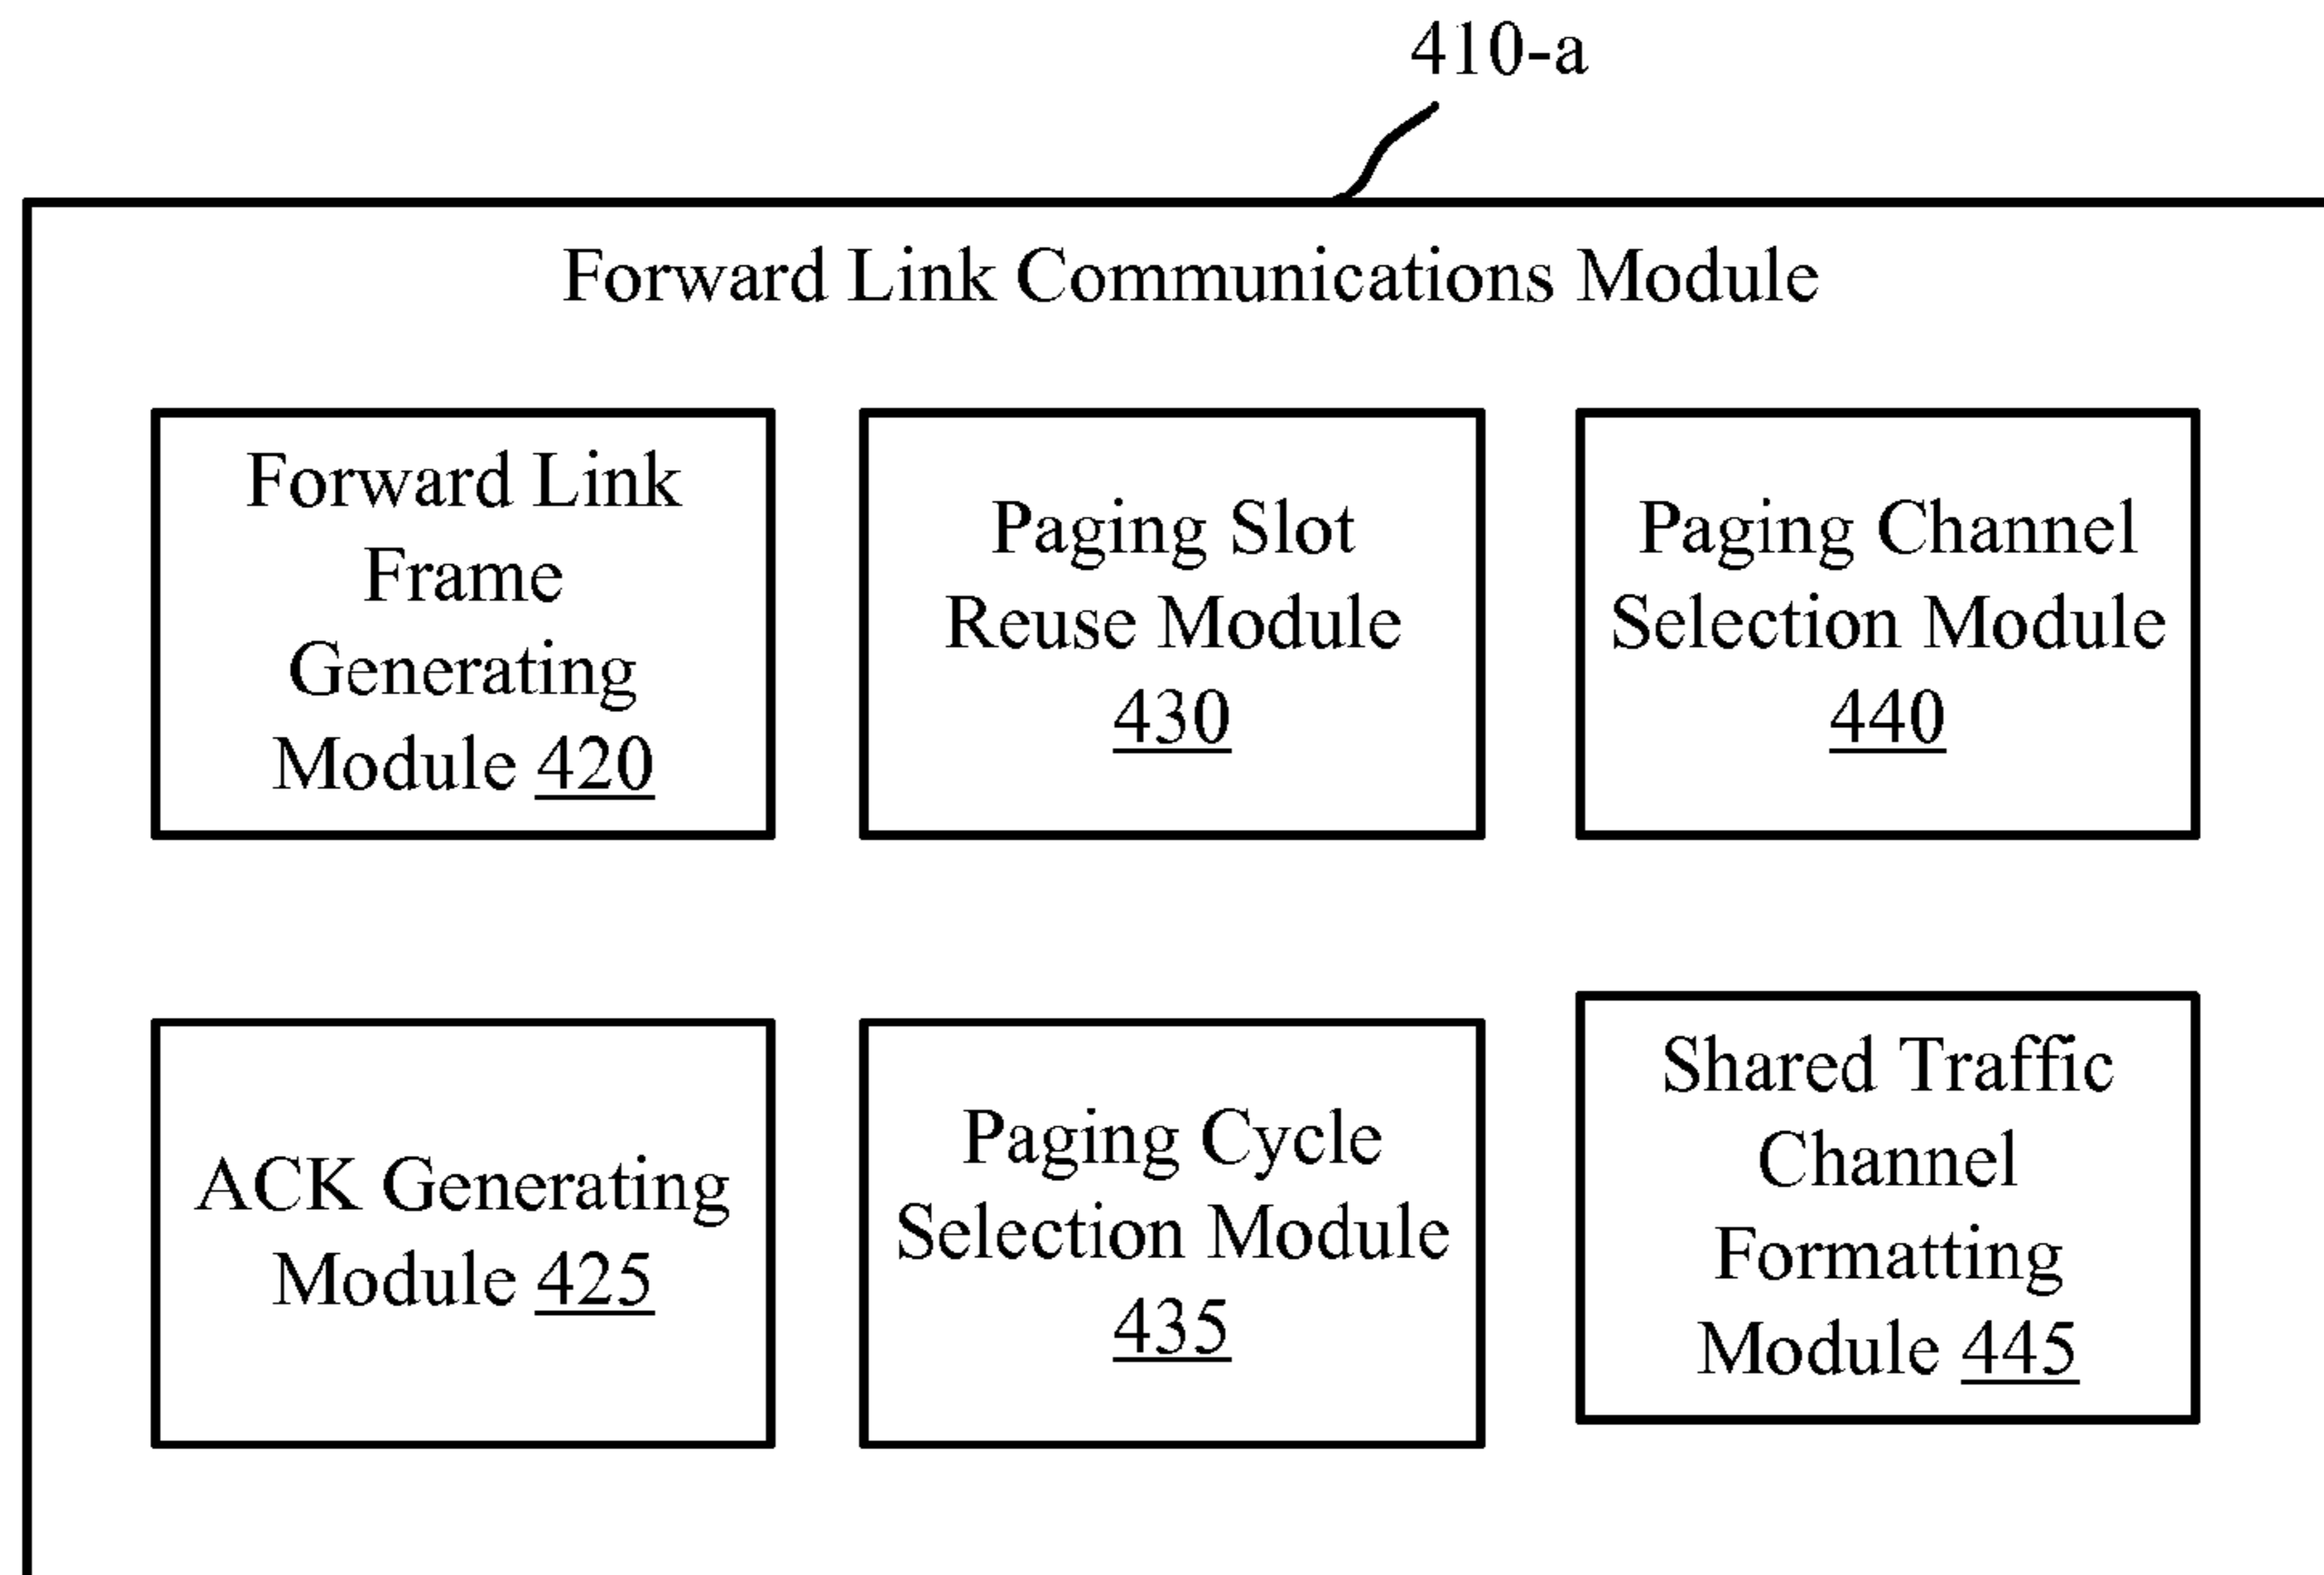 410-a
Forward Link Communications Module
Forward Link
Frame
Generating
Module 420
Paging Slot
Reuse Module
430
Paging Channel
Selection Module
440
ACK Generating
Module 425
Paging Cycle
Selection Module
435
Shared Traffic
Channel
Formatting
Module 445